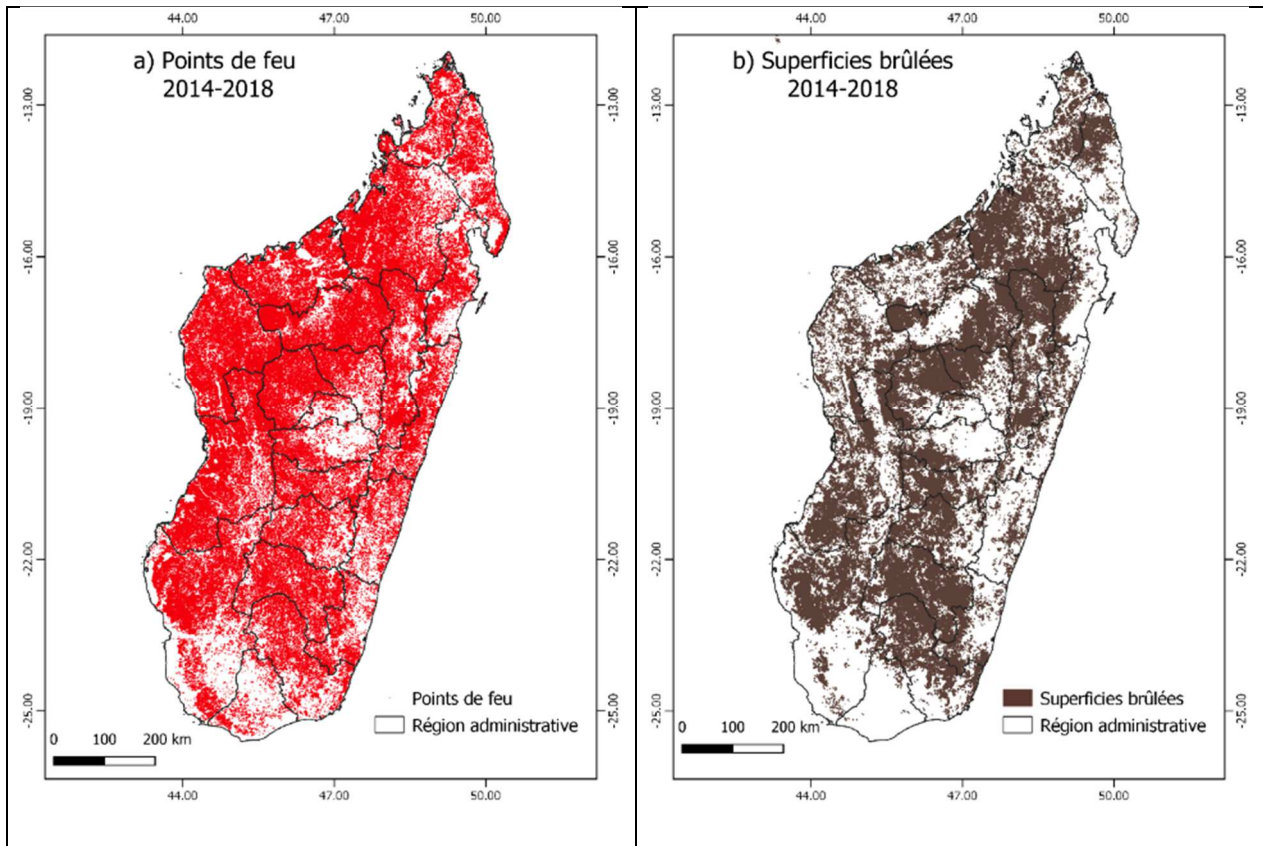 44.00 47.00 50.00
a) Points de feu
2014-2018
-13.00
-16.00
-19.00
-22.00
-25.00
-13.00
-16.00
-19.00
-22.00
-25.00
Points de feu
Région administrative
0 100 200 km
44.00 47.00 50.00
44.00 47.00 50.00
b) Superficies brûlées
2014-2018
-13.00
-16.00
-19.00
-22.00
-25.00
-13.00
-16.00
-19.00
-22.00
-25.00
Superficies brûlées
Région administrative
0 100 200 km
44.00 47.00 50.00